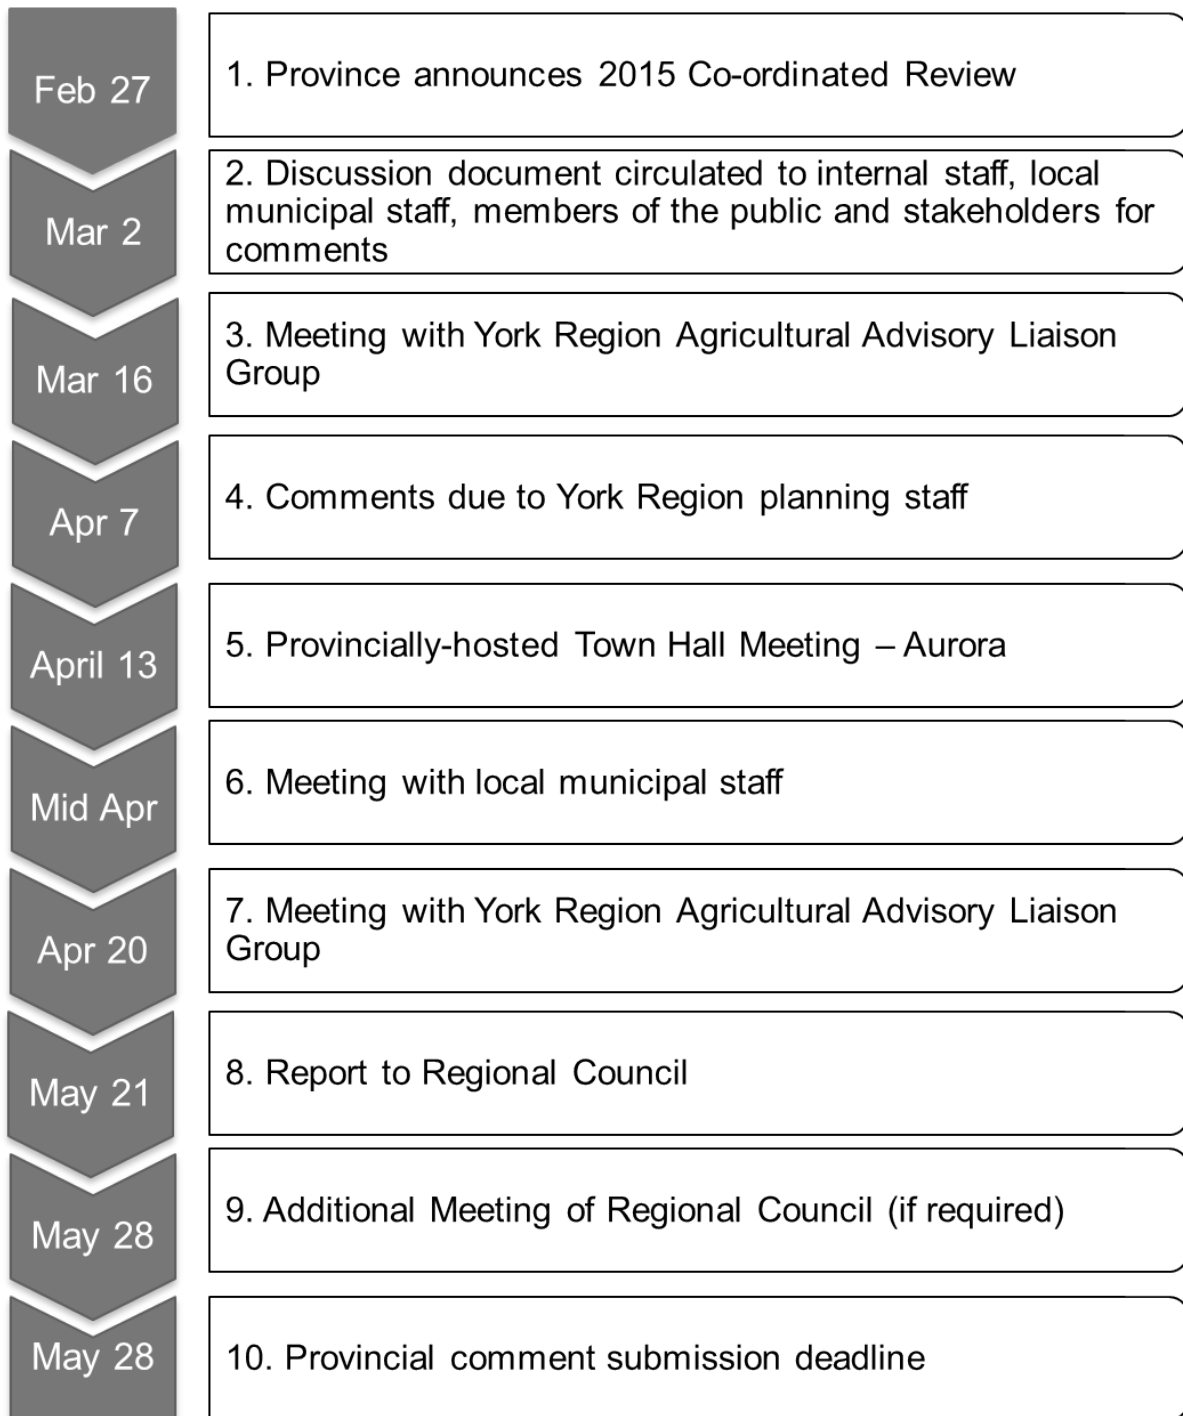 Feb 27
1. Province announces 2015 Co-ordinated Review
Mar 2
2. Discussion document circulated to internal staff, local
municipal staff, members of the public and stakeholders for
comments
Mar 16
3. Meeting with York Region Agricultural Advisory Liaison
Group
Apr 7
4. Comments due to York Region planning staff
April 13
5. Provincially-hosted Town Hall Meeting – Aurora
Mid Apr
6. Meeting with local municipal staff
Apr 20
7. Meeting with York Region Agricultural Advisory Liaison
Group
May 21
8. Report to Regional Council
May 28
9. Additional Meeting of Regional Council (if required)
May 28
10. Provincial comment submission deadline